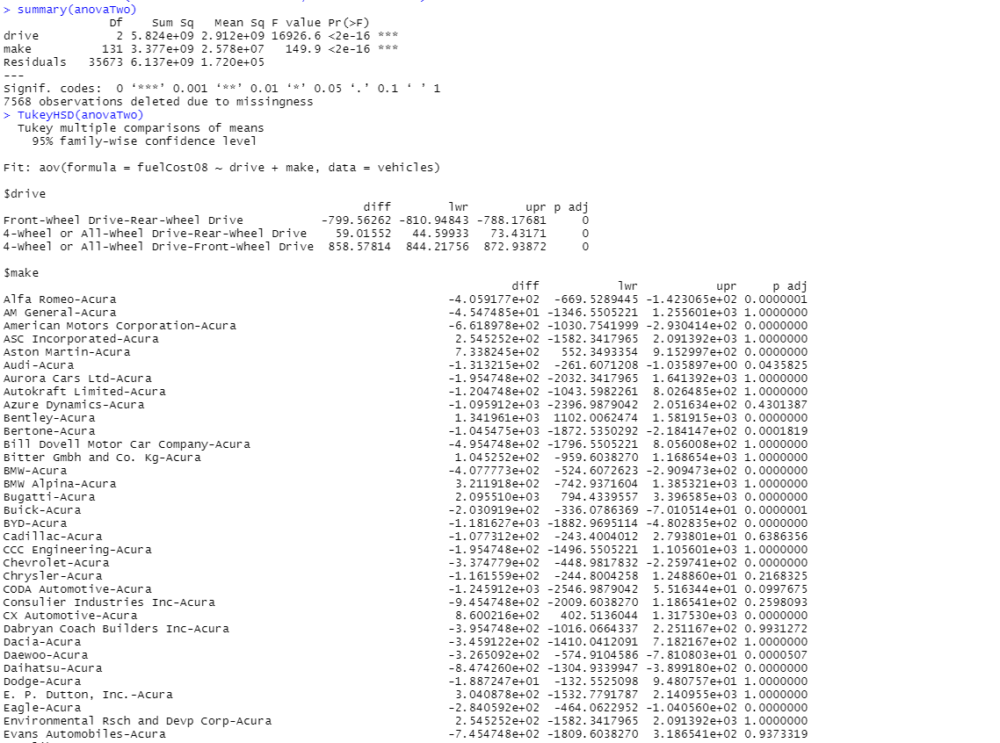 > summary(anovaTwo)
Df Sum Sq Mean Sq F value Pr(>F)
drive 2 5.824e+09 2.912e+09 16926.6 <2e-16 ***
make 131 3.377e+09 2.578e+07 149.9 <2e-16 ***
Residuals 35673 6.137e+09 1.720e+05
---
Signif. codes: 0 ‘***’ 0.001 ‘**’ 0.01 ‘*’ 0.05 ‘.’ 0.1 ‘ ’ 1
7568 observations deleted due to missingness
> TukeyHSD(anovaTwo)
Tukey multiple comparisons of means
95% family-wise confidence level
Fit: aov(formula = fuelCost08 ~ drive + make, data = vehicles)
$drive
diff lwr upr p adj
Front-Wheel Drive-Rear-Wheel Drive -799.56262 -810.94843 -788.17681 0
4-Wheel or All-Wheel Drive-Rear-Wheel Drive 59.01552 44.59933 73.43171 0
4-Wheel or All-Wheel Drive-Front-Wheel Drive 858.57814 844.21756 872.93872 0
$make
diff lwr upr p adj
Alfa Romeo-Acura -4.059177e+02 -669.5289445 -1.423065e+02 0.0000001
AM General-Acura -4.547485e+01 -1346.5505221 1.255601e+03 1.0000000
American Motors Corporation-Acura -6.618978e+02 -1030.7541999 -2.930414e+02 0.0000000
ASC Incorporated-Acura 2.545252e+02 -1582.3417965 2.091392e+03 1.0000000
Aston Martin-Acura 7.338245e+02 552.3493354 9.152997e+02 0.0000000
Audi-Acura -1.313215e+02 -261.6071208 -1.035897e+00 0.0435825
Aurora Cars Ltd-Acura -1.954748e+02 -2032.3417965 1.641392e+03 1.0000000
Autokraft Limited-Acura -1.204748e+02 -1043.5982261 8.026485e+02 1.0000000
Azure Dynamics-Acura -1.095912e+03 -2396.9879042 2.051634e+02 0.4301387
Bentley-Acura 1.341961e+03 1102.0062474 1.581915e+03 0.0000000
Bertone-Acura -1.045475e+03 -1872.5350292 -2.184147e+02 0.0001819
Bill Dovell Motor Car Company-Acura -4.954748e+02 -1796.5505221 8.056008e+02 1.0000000
Bitter Gmbh and Co. Kg-Acura 1.045252e+02 -959.6038270 1.168654e+03 1.0000000
BMW-Acura -4.077773e+02 -524.6072623 -2.909473e+02 0.0000000
BMW Alpina-Acura 3.211918e+02 -742.9371604 1.385321e+03 1.0000000
Bugatti-Acura 2.095510e+03 794.4339557 3.396585e+03 0.0000000
Buick-Acura -2.030919e+02 -336.0786369 -7.010514e+01 0.0000001
BYD-Acura -1.181627e+03 -1882.9695114 -4.802835e+02 0.0000000
Cadillac-Acura -1.077312e+02 -243.4004012 2.793801e+01 0.6386356
CCC Engineering-Acura -1.954748e+02 -1496.5505221 1.105601e+03 1.0000000
Chevrolet-Acura -3.374779e+02 -448.9817832 -2.259741e+02 0.0000000
Chrysler-Acura -1.161559e+02 -244.8004258 1.248860e+01 0.2168325
CODA Automotive-Acura -1.245912e+03 -2546.9879042 5.516344e+01 0.0997675
Consulier Industries Inc-Acura -9.454748e+02 -2009.6038270 1.186541e+02 0.2598093
CX Automotive-Acura 8.600216e+02 402.5136044 1.317530e+03 0.0000000
Dabryan Coach Builders Inc-Acura -3.954748e+02 -1016.0664337 2.251167e+02 0.9931272
Dacia-Acura -3.459122e+02 -1410.0412091 7.182167e+02 1.0000000
Daewoo-Acura -3.265092e+02 -574.9104586 -7.810803e+01 0.0000507
Daihatsu-Acura -8.474260e+02 -1304.9339947 -3.899180e+02 0.0000000
Dodge-Acura -1.887247e+01 -132.5525098 9.480757e+01 1.0000000
E. P. Dutton, Inc.-Acura 3.040878e+02 -1532.7791787 2.140955e+03 1.0000000
Eagle-Acura -2.840592e+02 -464.0622952 -1.040560e+02 0.0000000
Environmental Rsch and Devp Corp-Acura 2.545252e+02 -1582.3417965 2.091392e+03 1.0000000
Evans Automobiles-Acura -7.454748e+02 -1809.6038270 3.186541e+02 0.9373319